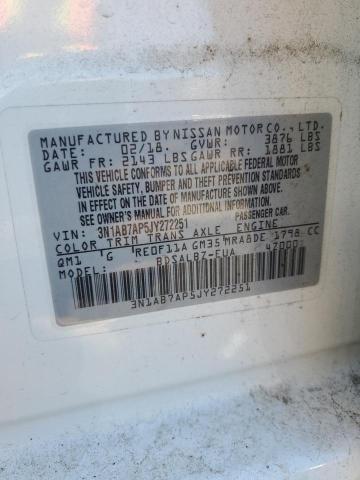 MANUFACTURED BY NISSAN MOTOR CO., LTD.
DATE: 02/18. GVWR: 3876 LBS
GAWR FR: 2143 LBS GAWR RR: 1881 LBS
THIS VEHICLE CONFORMS TO ALL APPLICABLE FEDERAL MOTOR
VEHICLE SAFETY, BUMPER AND THEFT PREVENTION STANDARDS
IN EFFECT ON THE DATE OF MANUFACTURE SHOWN ABOVE.
SEE OWNER'S MANUAL FOR ADDITIONAL INFORMATION.
VIN: 3N1AB7AP5JY272251 PASSENGER CAR
COLOR TRIM TRANS AXLE ENGINE
QM1 G RE0F11A GM35 MRA8DE 1798 CC
MODEL: BDSALBZ-EUA 47000
3N1AB7AP5JY272251